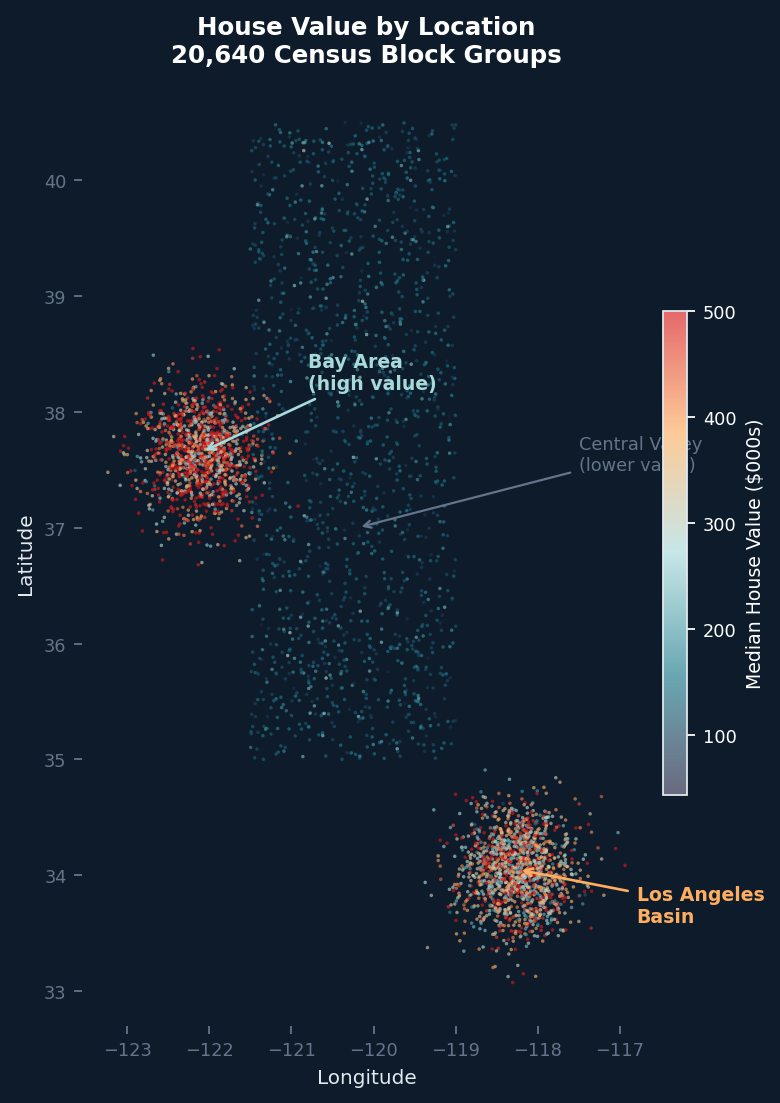 House Value by Location
20,640 Census Block Groups
40
39
38
37
36
35
34
33
Latitude
Bay Area
(high value)
Central
(lower
Los Angeles
Basin
500
400
300
200
100
Median House Value ($000s)
−123
−122
−121
−120
−119
−118
−117
Longitude